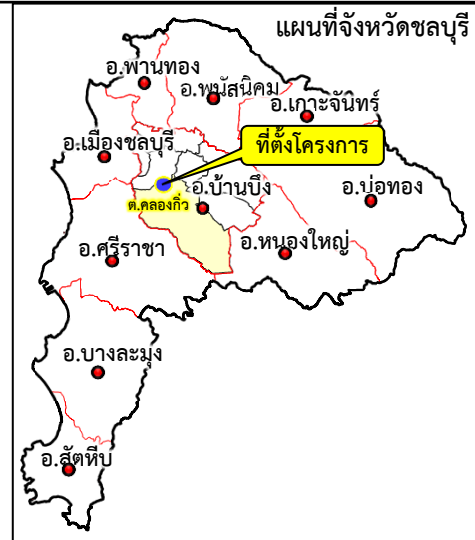 แผนที่จังหวัดชลบุรี
อ.พานทอง
อ.พนัสนิคม
อ.เกาะจันทร์
อ.เมืองชลบุรี
ที่ตั้งโครงการ
อ.บ้านบึง
อ.บ่อทอง
ต.คลองกิ่ว
อ.ศรีราชา
อ.หนองใหญ่
อ.บางละมุง
อ.สัตหีบ